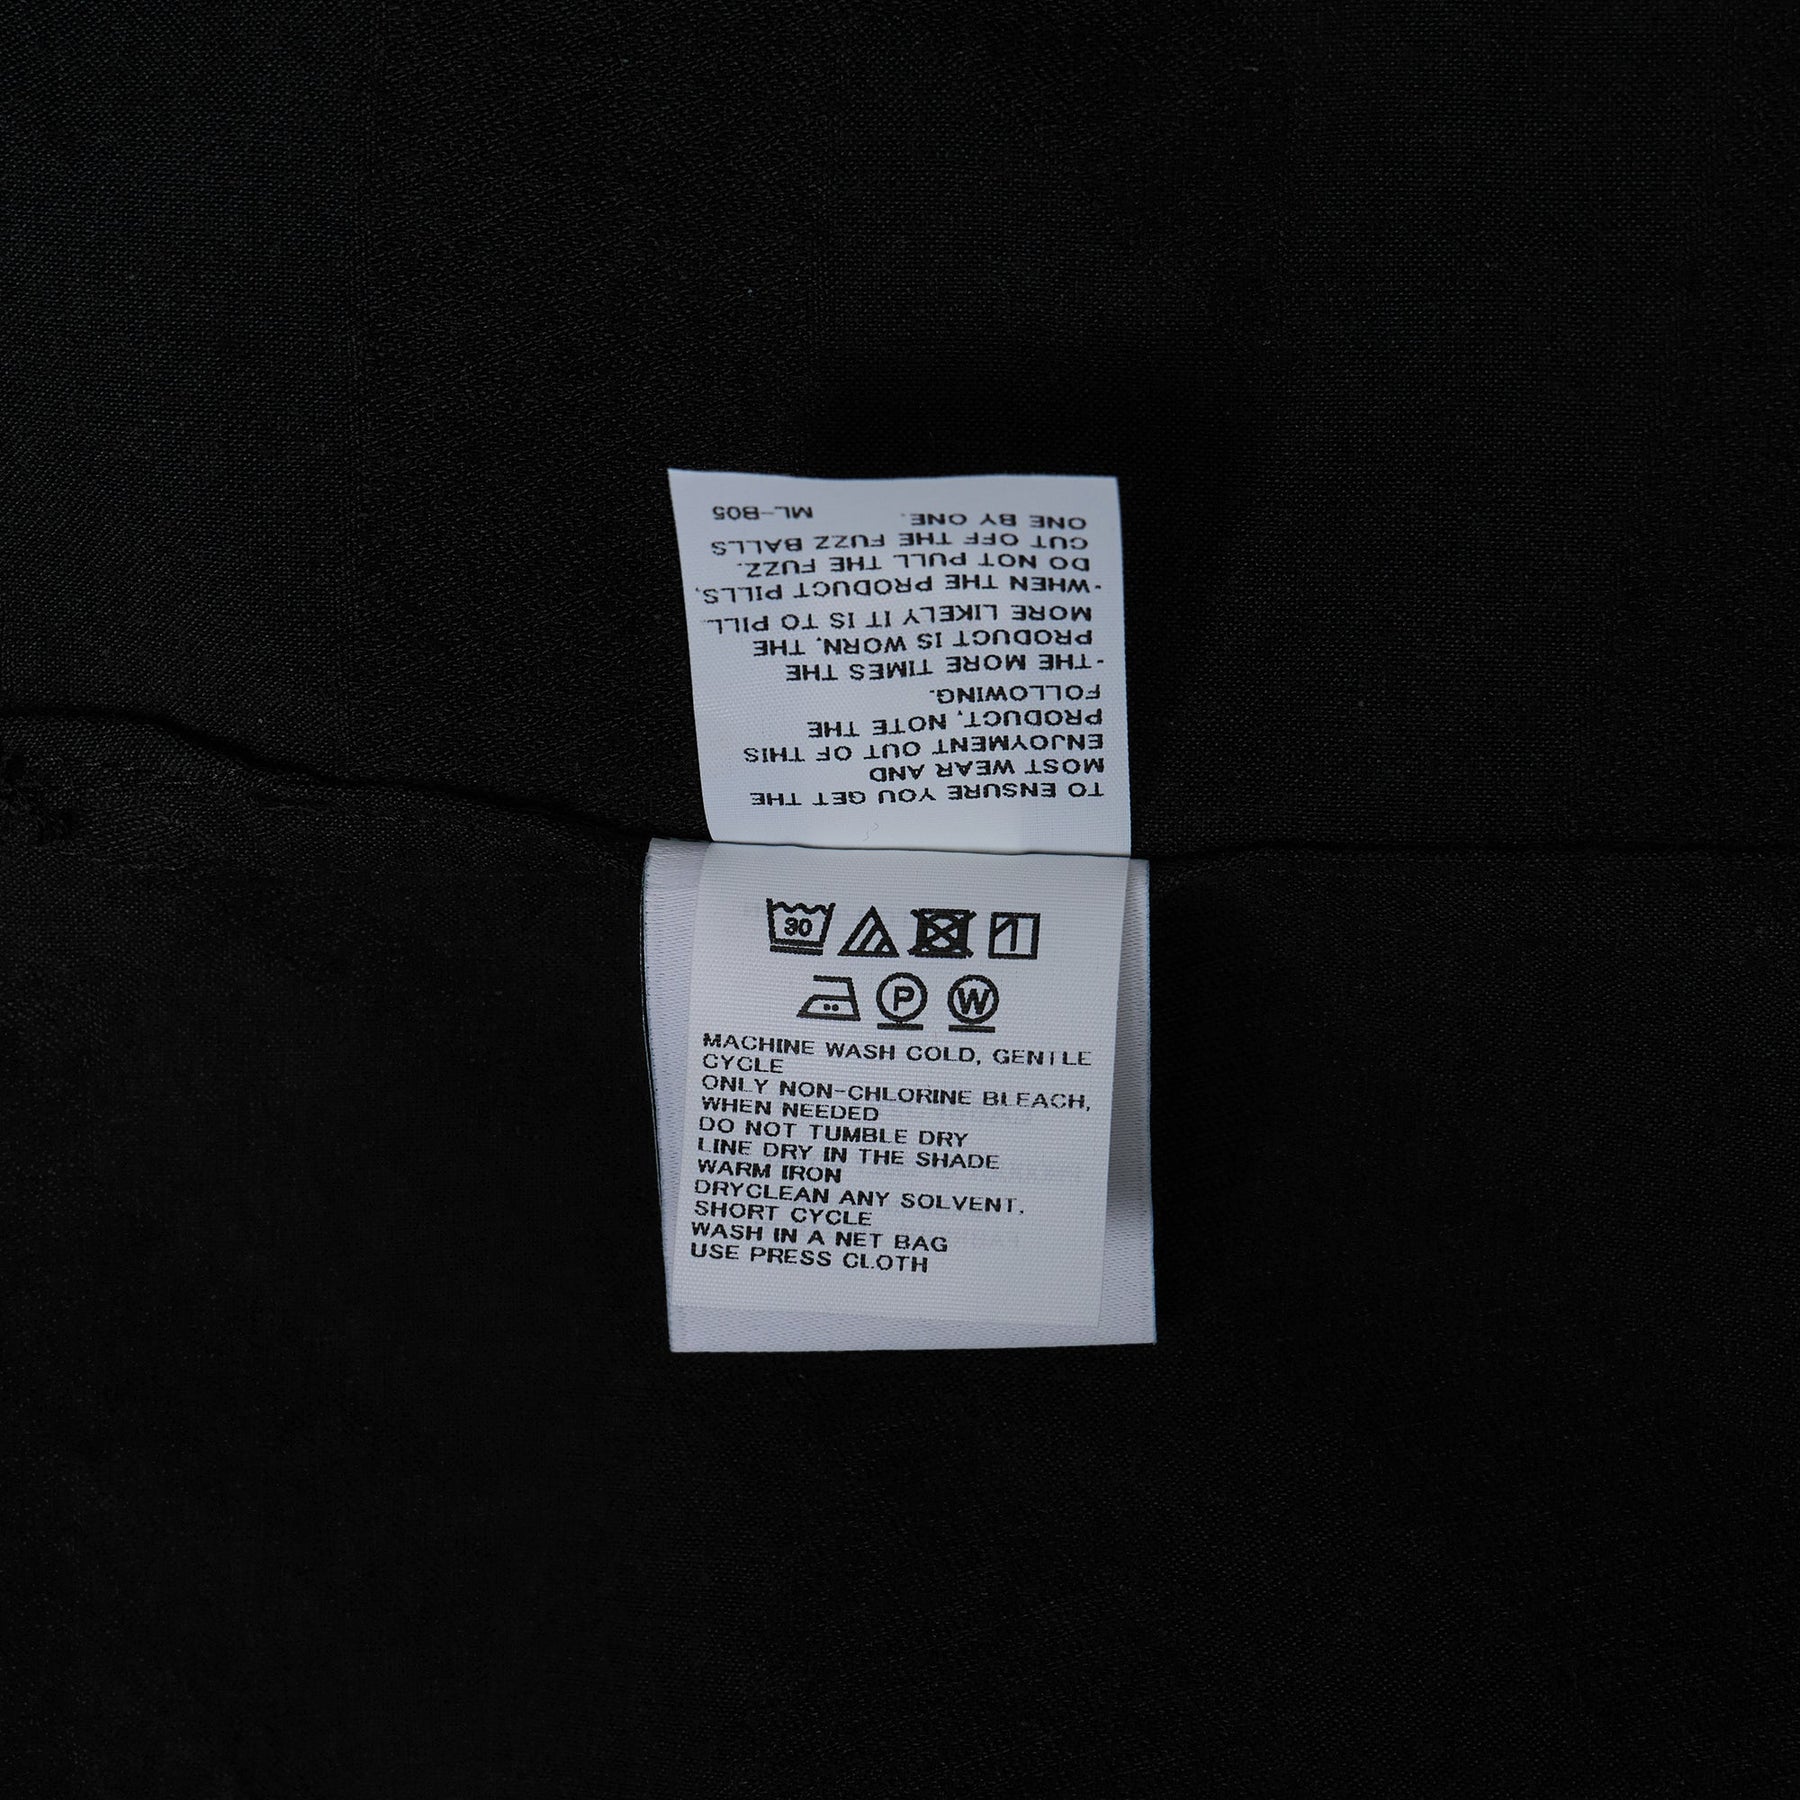 TO ENSURE YOU GET THE
MOST WEAR AND
ENJOYMENT OUT OF THIS
PRODUCT, NOTE THE
FOLLOWING.
・THE MORE TIMES THE
PRODUCT IS WORN, THE
MORE LIKELY IT IS TO PILL.
・WHEN THE PRODUCT PILLS,
DO NOT PULL THE FUZZ.
CUT OFF THE FUZZ BALLS
ONE BY ONE. ML-B05
30
P W
MACHINE WASH COLD, GENTLE
CYCLE
ONLY NON-CHLORINE BLEACH,
WHEN NEEDED
DO NOT TUMBLE DRY
LINE DRY IN THE SHADE
WARM IRON
DRYCLEAN ANY SOLVENT,
SHORT CYCLE
WASH IN A NET BAG
USE PRESS CLOTH